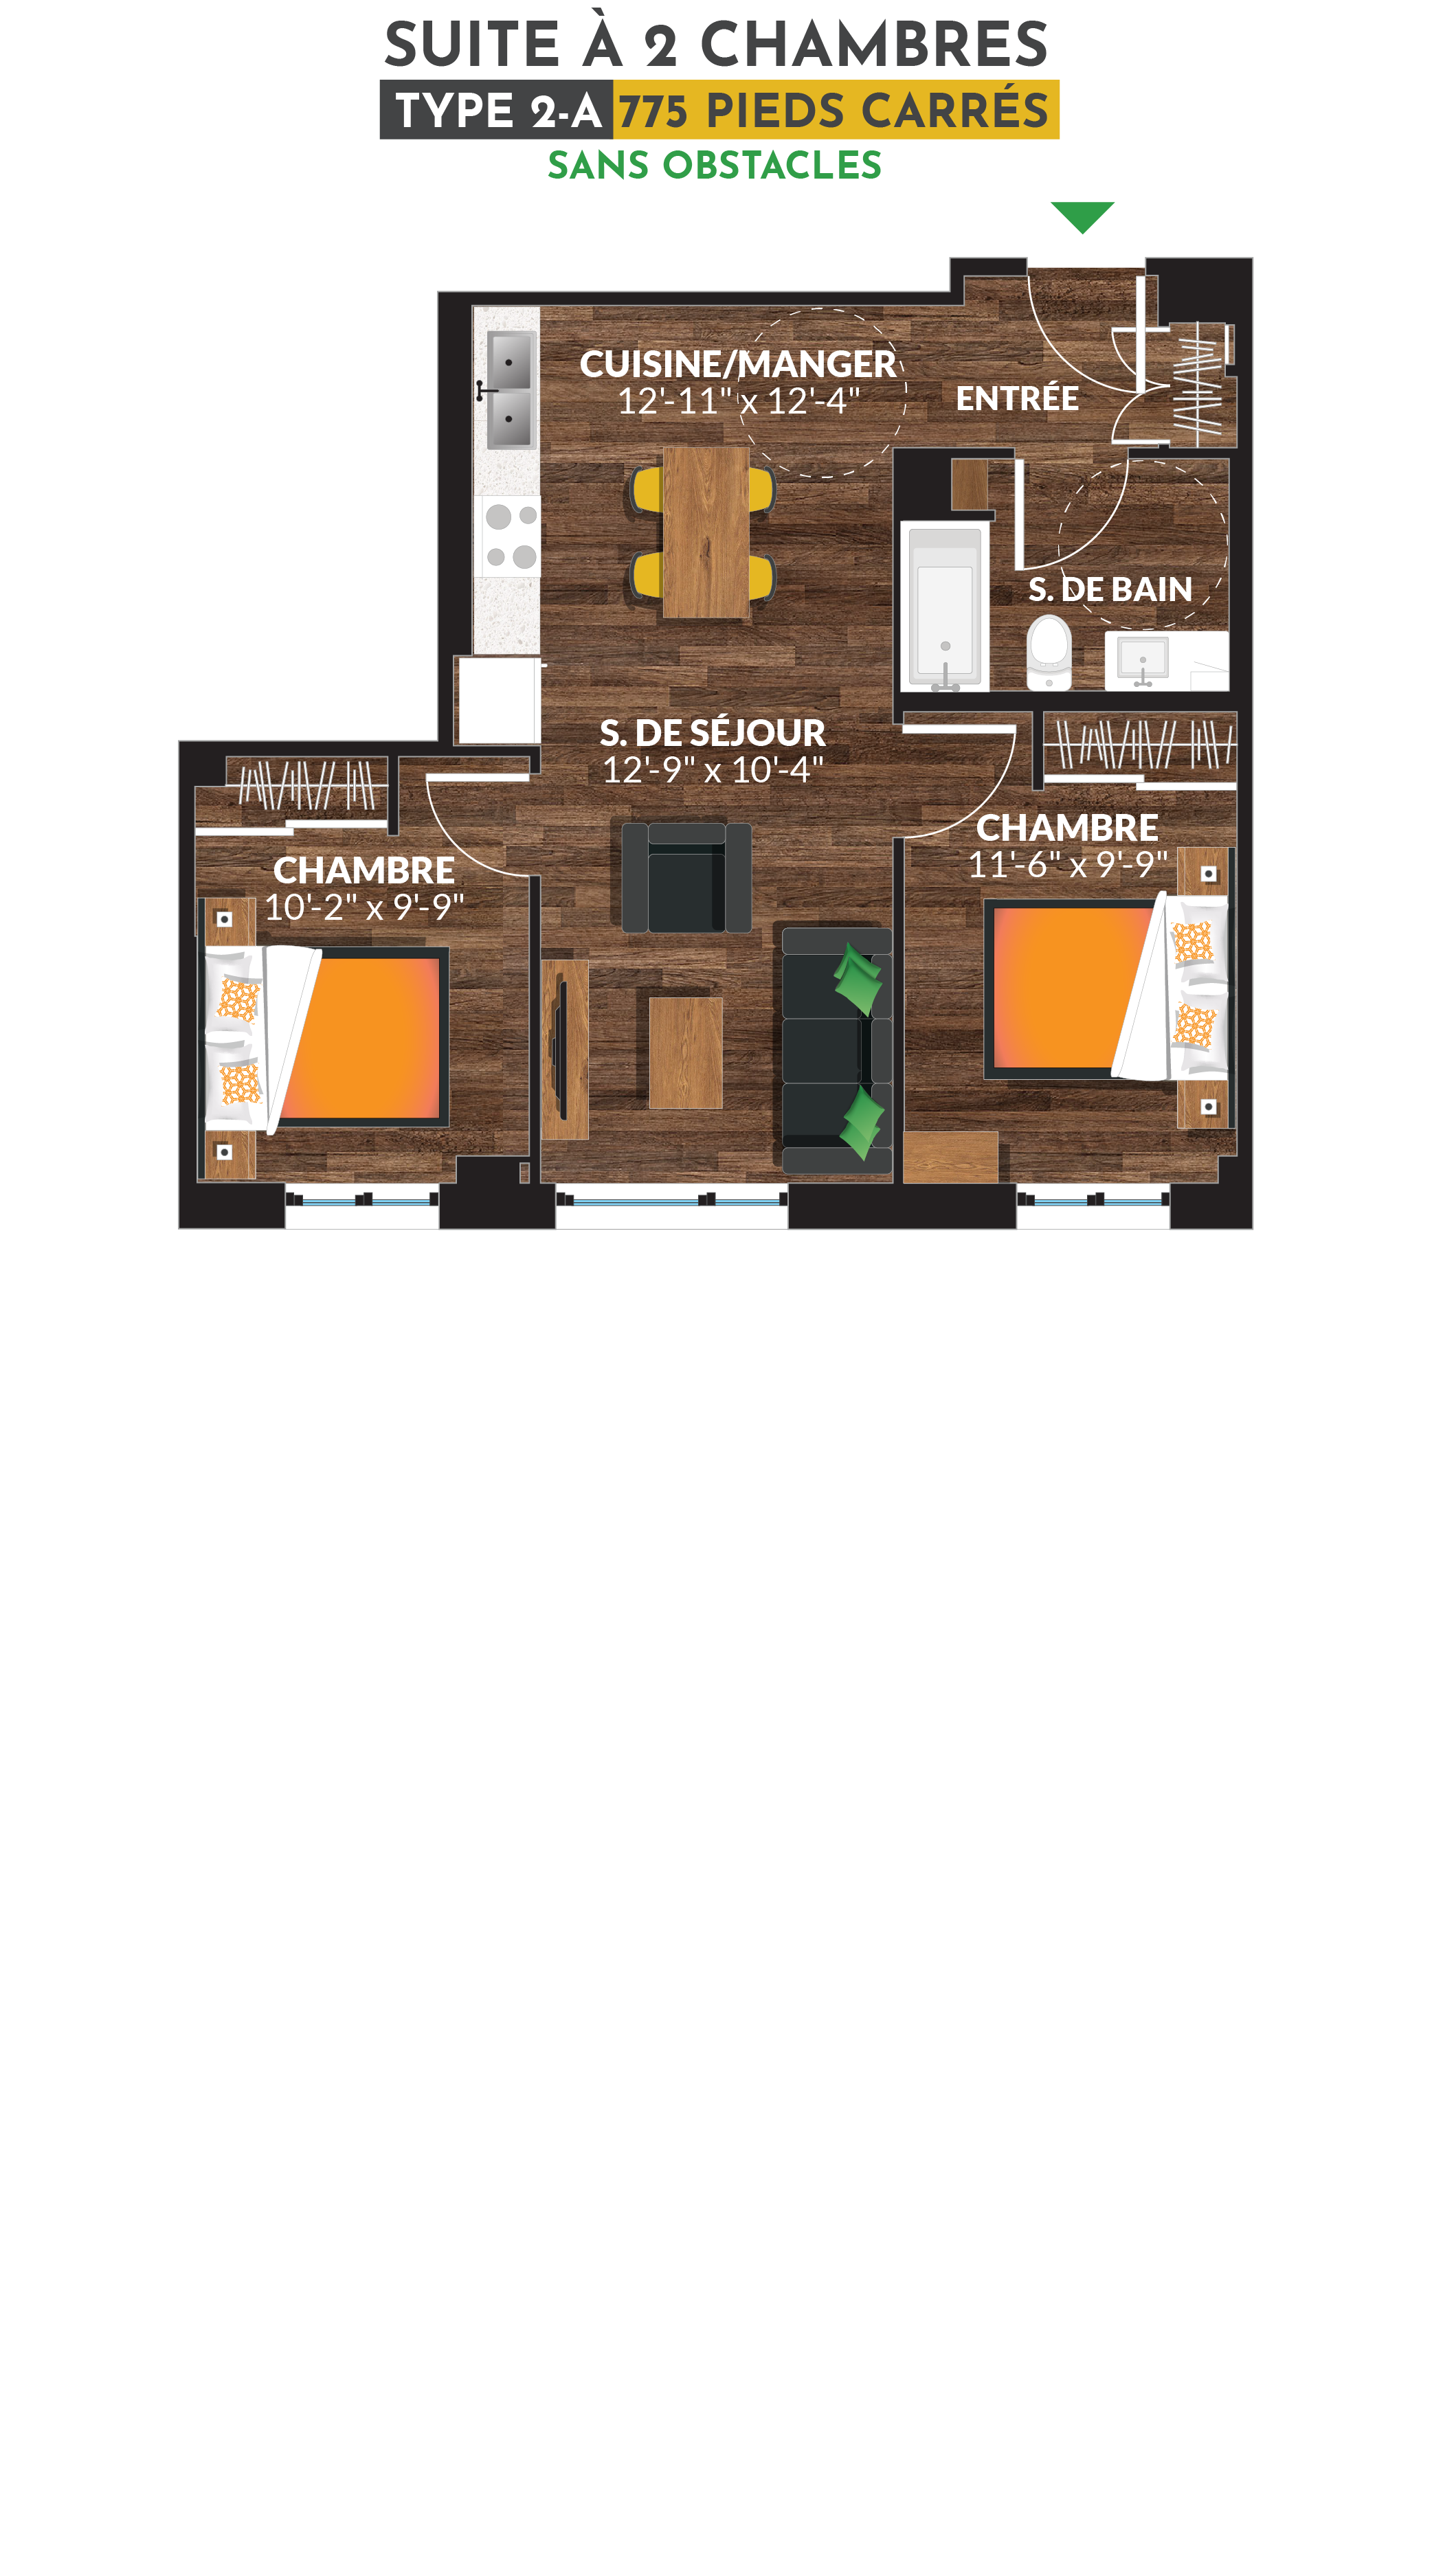 SUITE À 2 CHAMBRES
TYPE 2-A 775 PIEDS CARRÉS
SANS OBSTACLES
CUISINE/MANGER
12'-11" x 12'-4"
ENTRÉE
S. DE BAIN
S. DE SÉJOUR
12'-9" x 10'-4"
CHAMBRE
11'-6" x 9'-9"
CHAMBRE
10'-2" x 9'-9"